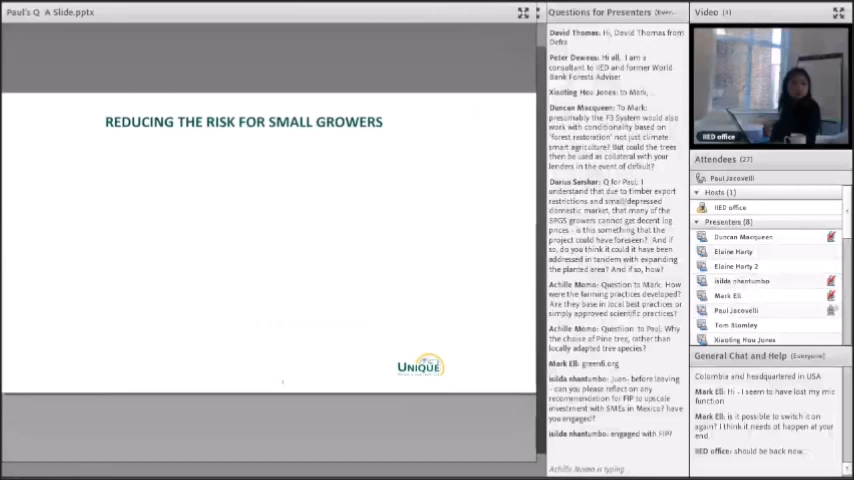 Paul's Q A Slide.pptx
REDUCING THE RISK FOR SMALL GROWERS
UNIQUE
Questions for Presenters (Ever...
David Thomas: Hi, David Thomas from
Defra
Peter Dewees: Hi all. I am a
consultant to IIED and former World
Bank Forests Adviser
Xiaoting Hou Jones: to Mark, ..
Duncan Macqueen: To Mark:
presumably the F3 System would also
work with conditionality based on
'forest restoration' not just climate
smart agriculture? But could the trees
then be used as collateral with your
lenders in the event of default?
Darius Sarshar: Q for Paul: I
understand that due to timber export
restrictions and small/depressed
domestic market, that many of the
SPGS growers cannot get decent log
prices - is this something that the
project could have foreseen? And if
so, do you think it could it have been
addressed in tandem with expanding
the planted area? And if so, how?
Achille Momo: Question to Mark: How
were the farming practices developed?
Are they base in local best practices or
simply approved scientific practices?
Achille Momo: Question to Paul: Why
the choice of Pine tree, rather than
locally adapted tree species?
Mark Ell: greenfi.org
isilda nhantumbo: Juan- before leaving
- can you please reflect on any
recommendation for FIP to upscale
investment with SMEs in Mexico? have
you engaged?
isilda nhantumbo: engaged with FIP?
Achille Momo is typing
Video (1)
IIED office
Attendees (27)
Paul Jacovelli
Hosts (1)
IIED office
Presenters (8)
Duncan Macqueen
Elaine Harty
Elaine Harty 2
isilda nhantumbo
Mark Ell
Paul Jacovelli
Tom Blomley
Xiaoting Hou Jones
General Chat and Help (Everyone)
Colombia and headquartered in USA
Mark Ell: Hi - I seem to have lost my mic
function
Mark Ell: is it possible to switch it on
again? I think it needs ot happen at your
end.
IIED office: should be back now.